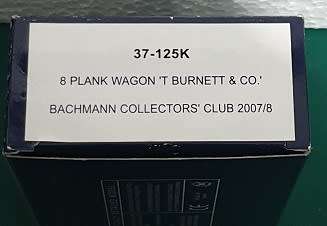 37-125K
8 PLANK WAGON 'T BURNETT & CO.'
BACHMANN COLLECTORS' CLUB 2007/8